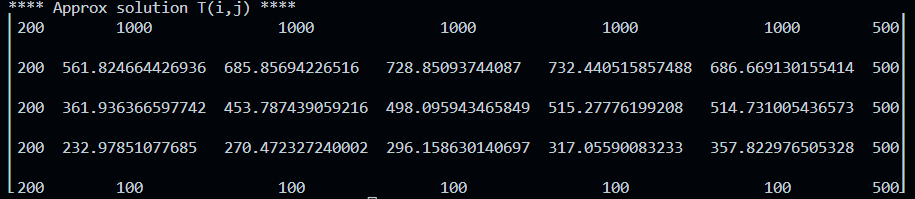 **** Approx solution T(i,j) ****
200 1000 1000 1000 1000 1000 500
200 561.824664426936 685.85694226516 728.85093744087 732.440515857488 686.669130155414 500
200 361.936366597742 453.787439059216 498.095943465849 515.27776199208 514.731005436573 500
200 232.97851077685 270.472327240002 296.158630140697 317.05590083233 357.822976505328 500
200 100 100 100 100 100 500